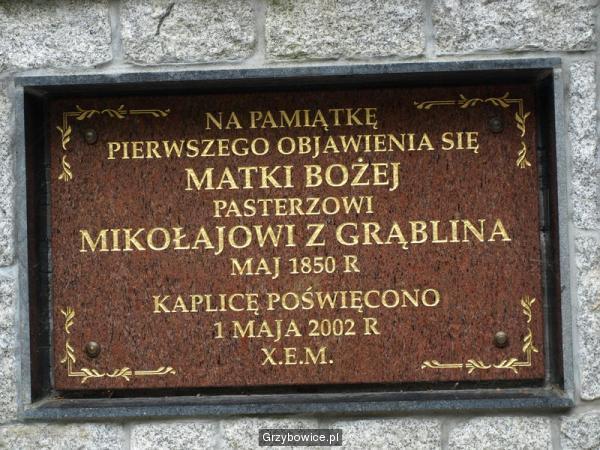 NA PAMIĄTKĘ
PIERWSZEGO OBJAWIENIA SIĘ
MATKI BOŻEJ
PASTERZOWI
MIKOŁAJOWI Z GRĄBLINA
MAJ 1850 R
KAPLICĘ POŚWIĘCONO
1 MAJA 2002 R
X.E.M.
Grzybowice.pl